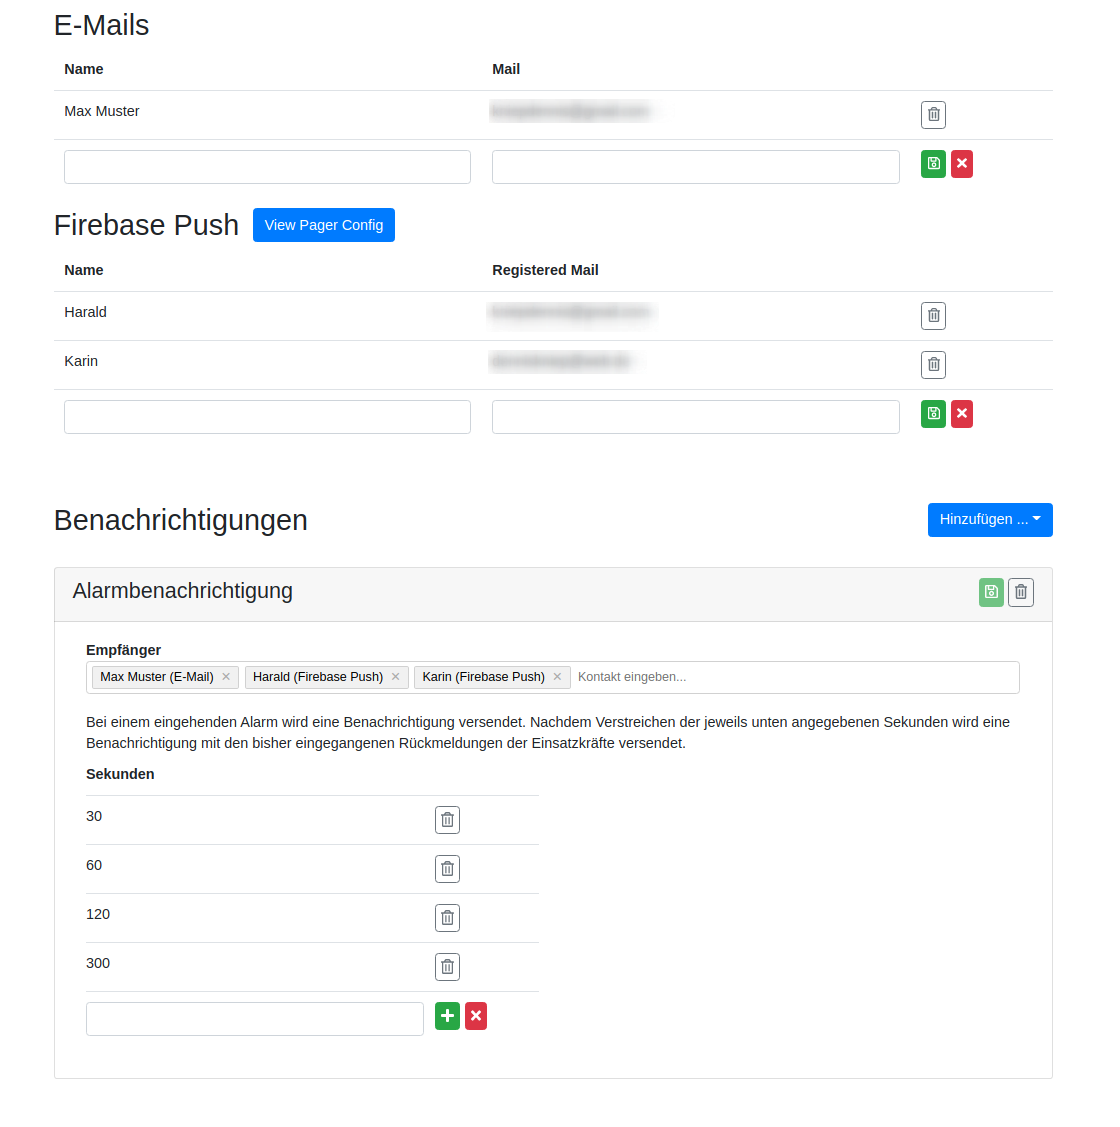 E-Mails
Name Mail
Max Muster
Firebase Push View Pager Config
Name Registered Mail
Harald
Karin
Benachrichtigungen Hinzufügen ...
Alarmbenachrichtigung
Empfänger
Max Muster (E-Mail) × Harald (Firebase Push) × Karin (Firebase Push) × Kontakt eingeben...
Bei einem eingehenden Alarm wird eine Benachrichtigung versendet. Nachdem Verstreichen der jeweils unten angegebenen Sekunden wird eine
Benachrichtigung mit den bisher eingegangenen Rückmeldungen der Einsatzkräfte versendet.
Sekunden
30
60
120
300